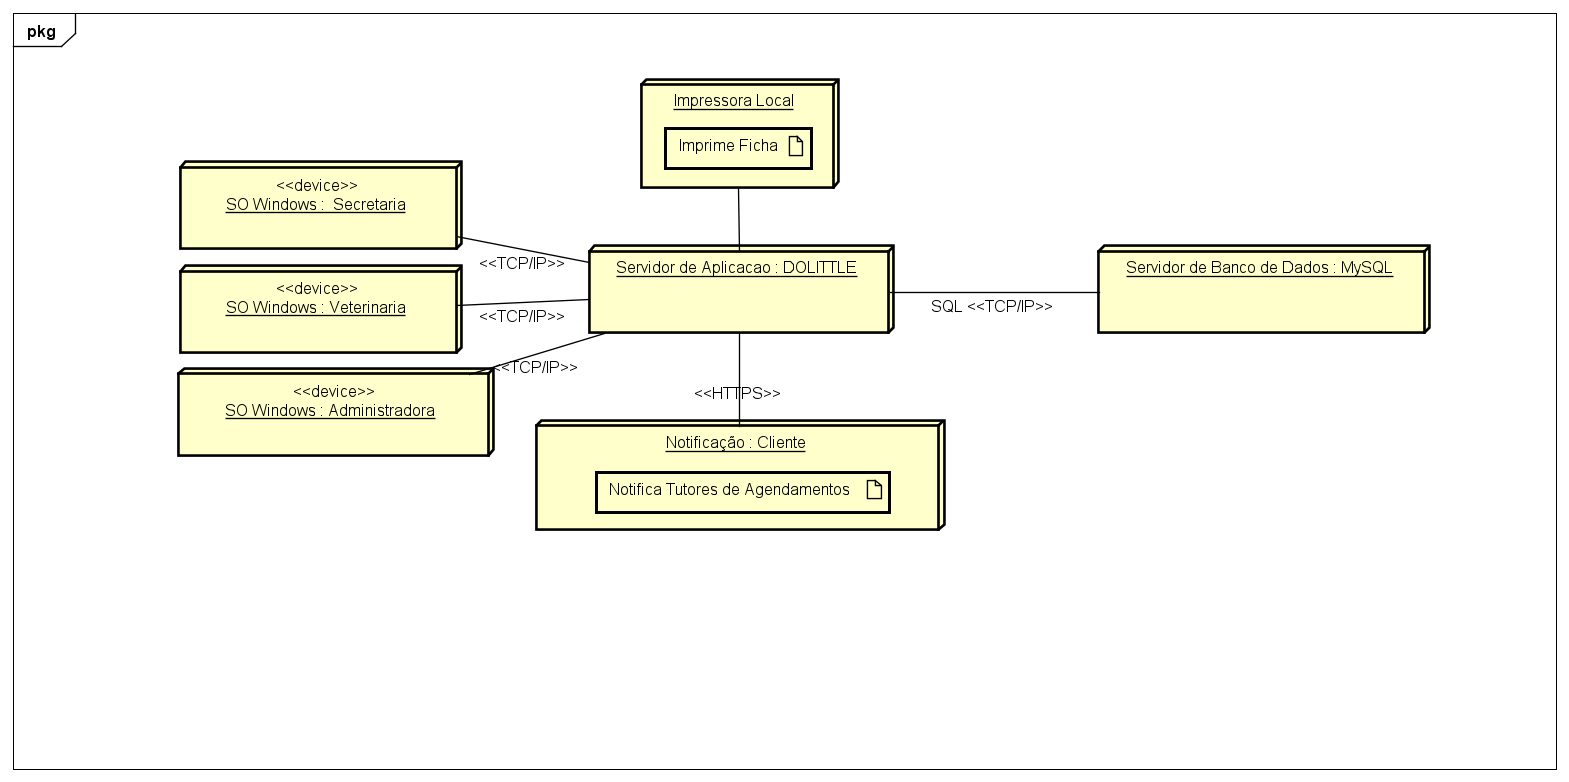 pkg
Impressora Local
Imprime Ficha
<<device>>
SO Windows :  Secretaria
<<TCP/IP>>
<<device>>
SO Windows : Veterinaria
<<TCP/IP>>
<<device>>
SO Windows : Administradora
<<TCP/IP>>
Servidor de Aplicacao : DOLITTLE
SQL <<TCP/IP>>
Servidor de Banco de Dados : MySQL
<<HTTPS>>
Notificação : Cliente
Notifica Tutores de Agendamentos